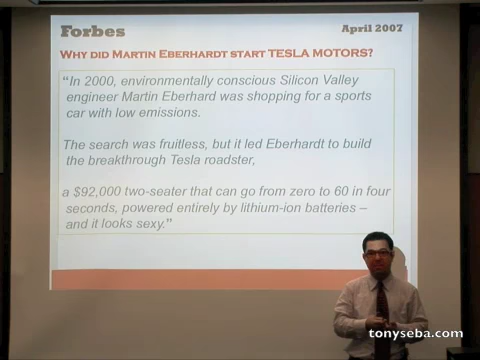 Forbes
April 2007
WHY DID MARTIN EBERHARDT START TESLA MOTORS?
“In 2000, environmentally conscious Silicon Valley
engineer Martin Eberhard was shopping for a sports
car with low emissions.
The search was fruitless, but it led Eberhardt to build
the breakthrough Tesla roadster,
a $92,000 two-seater that can go from zero to 60 in four
seconds, powered entirely by lithium-ion batteries –
and it looks sexy.”
tonyseba.com